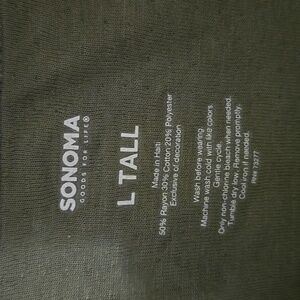 SONOMA
GOODS FOR LIFE®
L TALL
Made in Haiti
50% Rayon 30% Cotton 20% Polyester
Exclusive of decoration
Wash before wearing.
Machine wash cold with like colors.
Gentle cycle.
Only non-chlorine bleach when needed.
Tumble dry low. Remove promptly.
Cool iron if needed.
RN# 73277